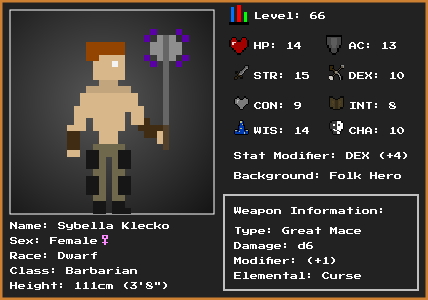 Level: 66
HP: 14 AC: 13
STR: 15 DEX: 10
CON: 9 INT: 8
WIS: 14 CHA: 10
Stat Modifier: DEX (+4)
Background: Folk Hero
Name: Sybella Klecko
Sex: Female♀
Race: Dwarf
Class: Barbarian
Height: 111cm (3'8")
Weapon Information:
Type: Great Mace
Damage: d6
Modifier: (+1)
Elemental: Curse